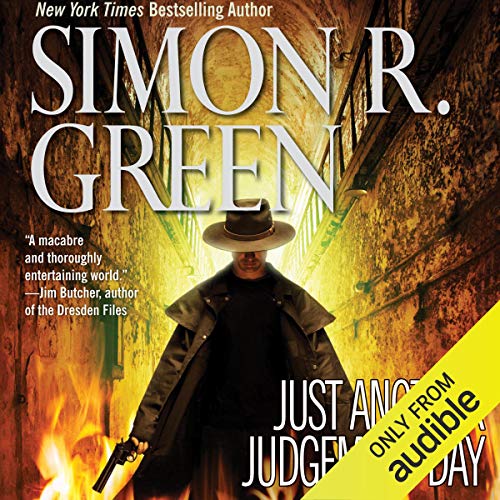 New York Times Bestselling Author
SIMON R.
GREEN
"A macabre
and thoroughly
entertaining world."
—Jim Butcher, author
of the Dresden Files
JUST
DAY
ONLY FROM
audible